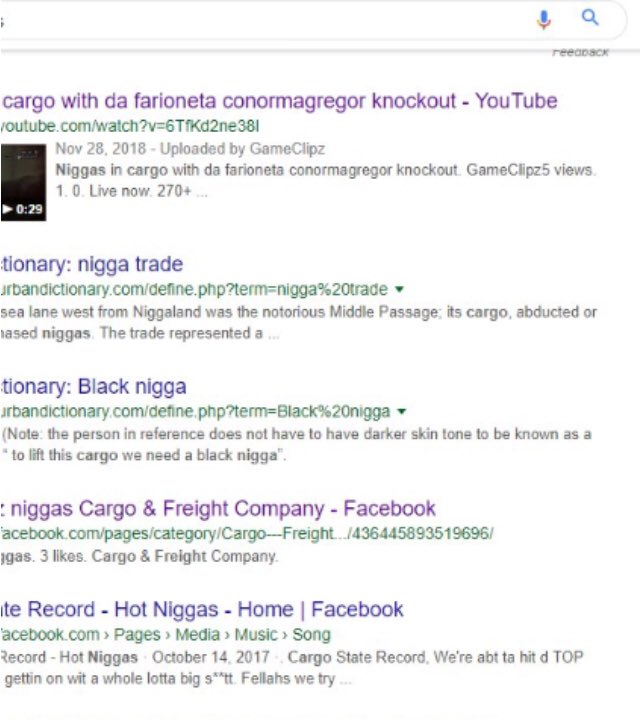 Feedback
cargo with da farioneta conormagregor knockout - YouTube
youtube.com/watch?v=6TfKd2ne38I
Nov 28, 2018 - Uploaded by GameClipz
Niggas in cargo with da farioneta conormagregor knockout. GameClipz5 views.
1. 0. Live now. 270+ ...
0:29
tionary: nigga trade
urbandictionary.com/define.php?term=nigga%20trade
sea lane west from Niggaland was the notorious Middle Passage; its cargo, abducted or
ased niggas. The trade represented a ...
tionary: Black nigga
urbandictionary.com/define.php?term=Black%20nigga
(Note: the person in reference does not have to have darker skin tone to be known as a
“ to lift this cargo we need a black nigga”.
z niggas Cargo & Freight Company - Facebook
facebook.com/pages/category/Cargo---Freight.../436445893519696/
ggas. 3 likes. Cargo & Freight Company.
te Record - Hot Niggas - Home | Facebook
facebook.com › Pages › Media › Music › Song
Record - Hot Niggas · October 14, 2017 · . Cargo State Record, We're abt ta hit d TOP
gettin on wit a whole lotta big s**tt. Fellahs we try ...